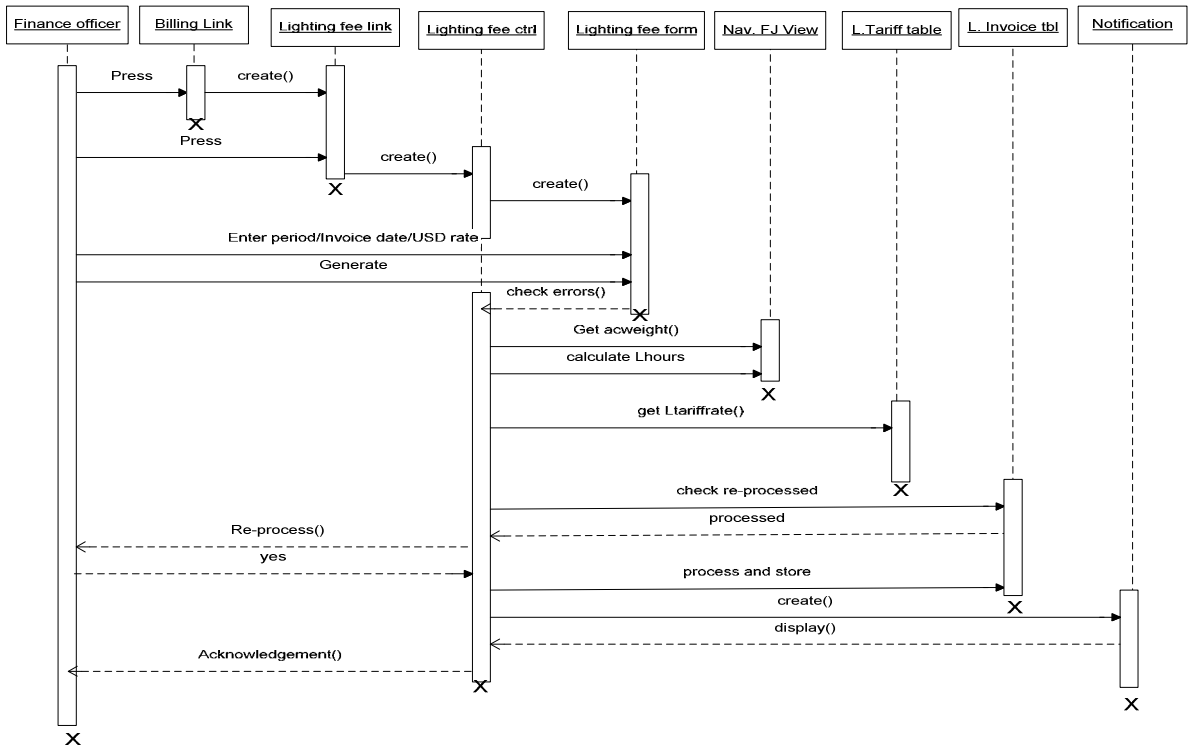 Finance officer
Billing Link
Lighting fee link
Lighting fee ctrl
Lighting fee form
Nav. FJ View
L.Tariff table
L. Invoice tbl
Notification
Press
create()
X
Press
create()
X
create()
Enter period/Invoice date/USD rate
Generate
check errors()
X
Get acweight()
calculate Lhours
X
get Ltariffrate()
X
check re-processed
processed
Re-process()
yes
process and store
create()
X
display()
Acknowledgement()
X
X
X